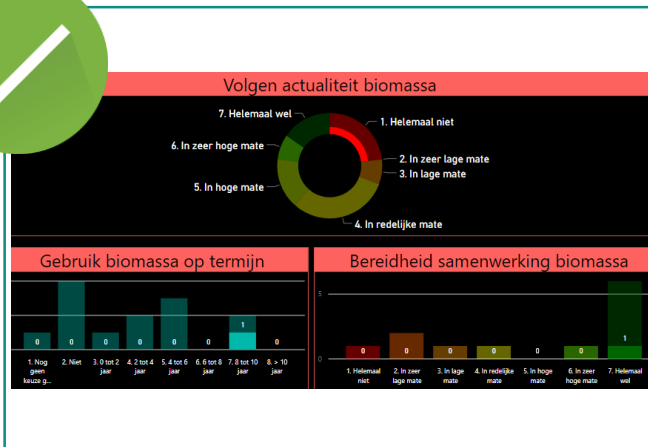 Volgen actualiteit biomassa
7. Helemaal wel
1. Helemaal niet
6. In zeer hoge mate
2. In zeer lage mate
3. In lage mate
5. In hoge mate
4. In redelijke mate
Gebruik biomassa op termijn
1
0 0 0 0 0 0 0
1. Nog geen keuze g...
2. Niet
3. 0 tot 2 jaar
4. 2 tot 4 jaar
5. 4 tot 6 jaar
6. 6 tot 8 jaar
7. 8 tot 10 jaar
8. > 10 jaar
Bereidheid samenwerking biomassa
5
1
0 0 0 0 0 0
0
1. Helemaal niet
2. In zeer lage mate
3. In lage mate
4. In redelijke mate
5. In hoge mate
6. In zeer hoge mate
7. Helemaal wel